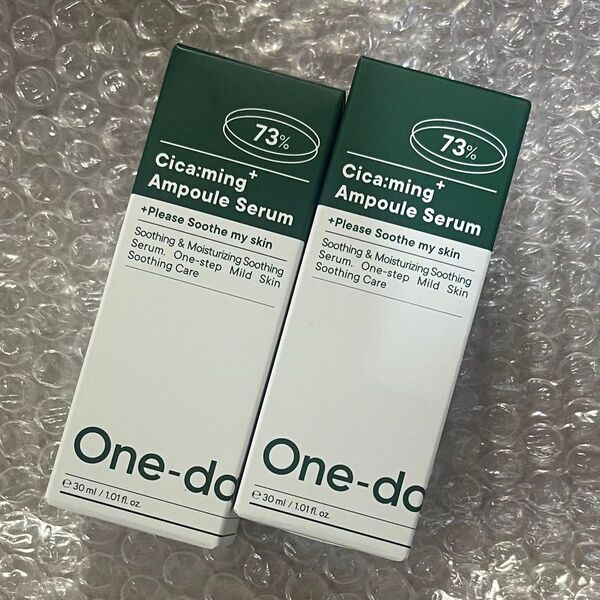 73%
Cica:ming+
Ampoule Serum
+Please Soothe my skin
Soothing & Moisturizing Soothing
Serum. One-step Mild Skin
Soothing Care
One-do
℮ 30 ml / 1.01 fl. oz.
73%
Cica:ming+
Ampoule Serum
+Please Soothe my skin
Soothing & Moisturizing Soothing
Serum. One-step Mild Skin
Soothing Care
One-do
℮ 30 ml / 1.01 fl. oz.